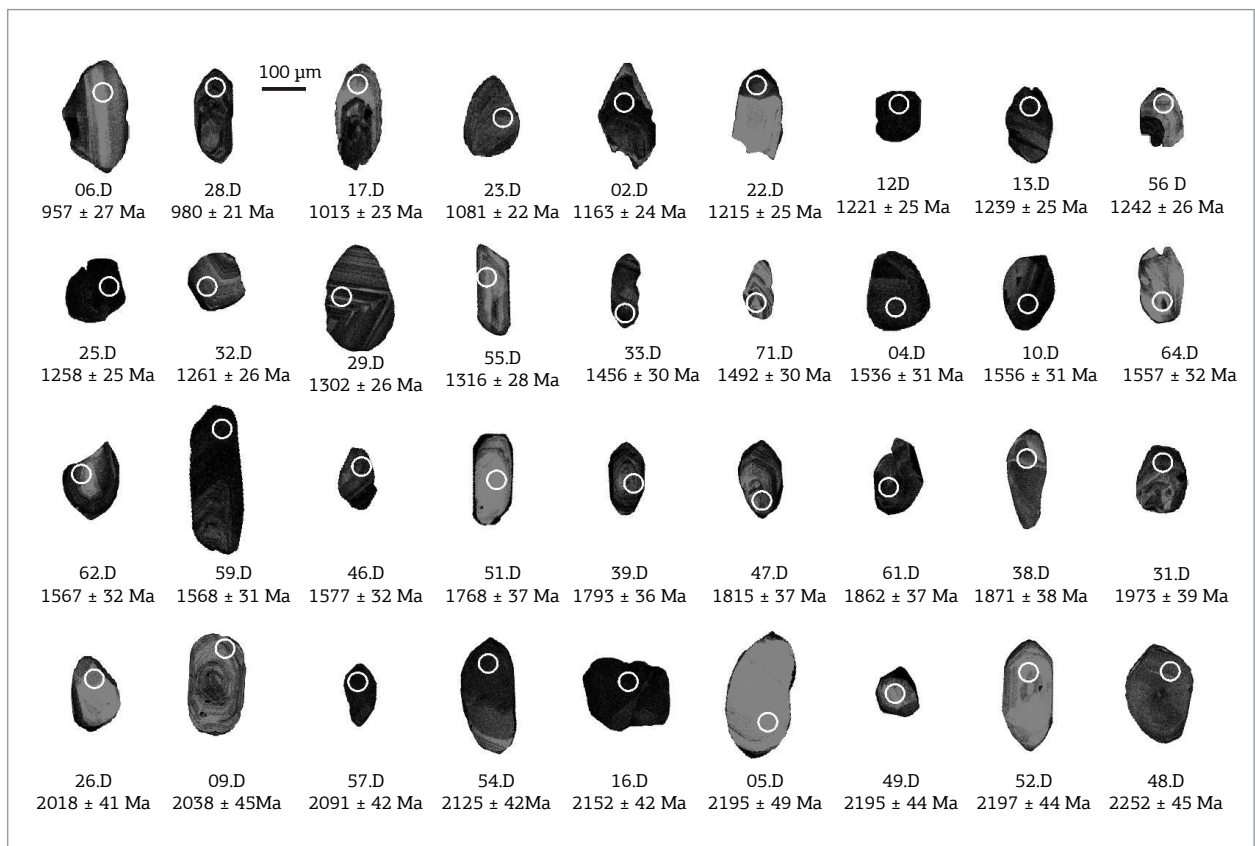 100 µm
06.D
957 ± 27 Ma
28.D
980 ± 21 Ma
17.D
1013 ± 23 Ma
23.D
1081 ± 22 Ma
02.D
1163 ± 24 Ma
22.D
1215 ± 25 Ma
12D
1221 ± 25 Ma
13.D
1239 ± 25 Ma
56 D
1242 ± 26 Ma
25.D
1258 ± 25 Ma
32.D
1261 ± 26 Ma
29.D
1302 ± 26 Ma
55.D
1316 ± 28 Ma
33.D
1456 ± 30 Ma
71.D
1492 ± 30 Ma
04.D
1536 ± 31 Ma
10.D
1556 ± 31 Ma
64.D
1557 ± 32 Ma
62.D
1567 ± 32 Ma
59.D
1568 ± 31 Ma
46.D
1577 ± 32 Ma
51.D
1768 ± 37 Ma
39.D
1793 ± 36 Ma
47.D
1815 ± 37 Ma
61.D
1862 ± 37 Ma
38.D
1871 ± 38 Ma
31.D
1973 ± 39 Ma
26.D
2018 ± 41 Ma
09.D
2038 ± 45Ma
57.D
2091 ± 42 Ma
54.D
2125 ± 42Ma
16.D
2152 ± 42 Ma
05.D
2195 ± 49 Ma
49.D
2195 ± 44 Ma
52.D
2197 ± 44 Ma
48.D
2252 ± 45 Ma